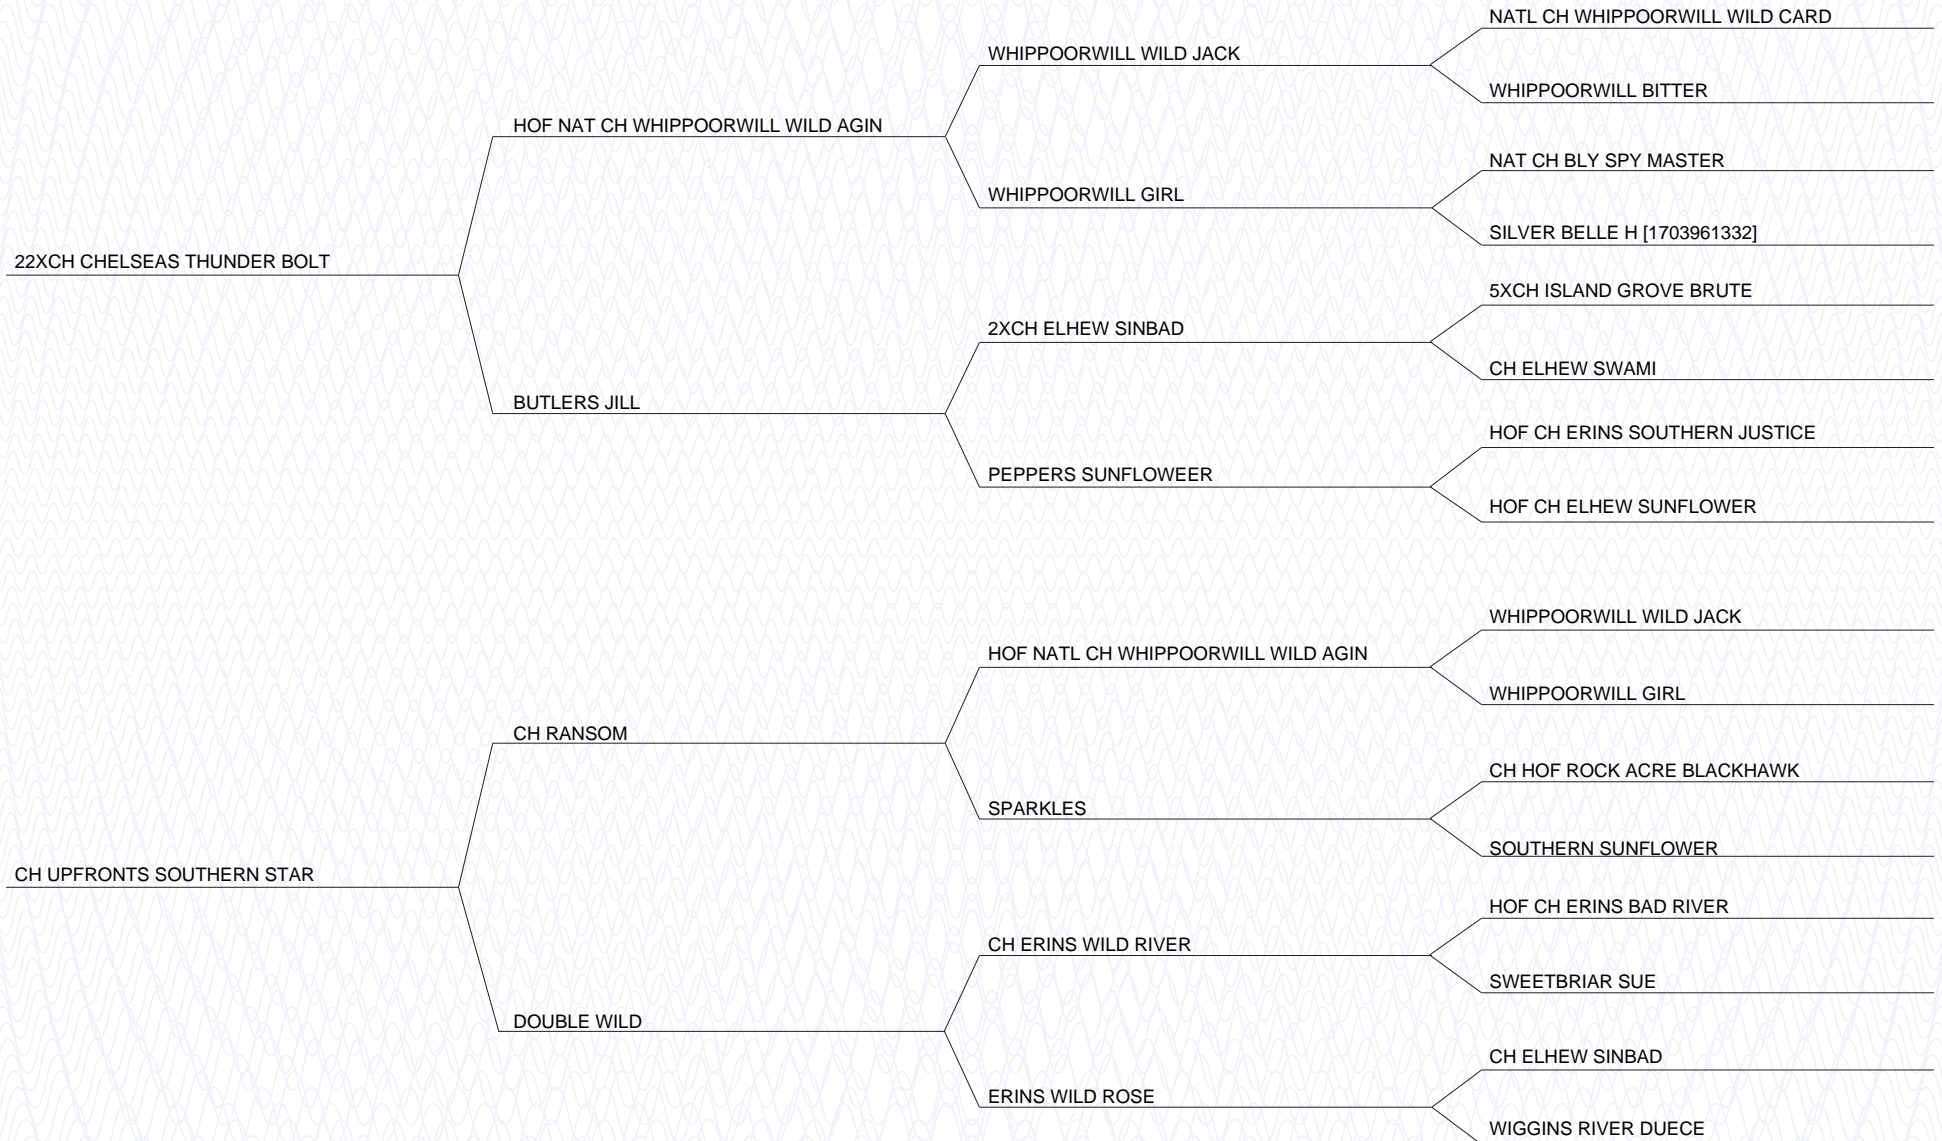 NATL CH WHIPPOORWILL WILD CARD
WHIPPOORWILL WILD JACK
WHIPPOORWILL BITTER
HOF NAT CH WHIPPOORWILL WILD AGIN
NAT CH BLY SPY MASTER
WHIPPOORWILL GIRL
SILVER BELLE H [1703961332]
22XCH CHELSEAS THUNDER BOLT
5XCH ISLAND GROVE BRUTE
2XCH ELHEW SINBAD
CH ELHEW SWAMI
BUTLERS JILL
HOF CH ERINS SOUTHERN JUSTICE
PEPPERS SUNFLOWEER
HOF CH ELHEW SUNFLOWER
WHIPPOORWILL WILD JACK
HOF NATL CH WHIPPOORWILL WILD AGIN
WHIPPOORWILL GIRL
CH RANSOM
CH HOF ROCK ACRE BLACKHAWK
SPARKLES
SOUTHERN SUNFLOWER
CH UPFRONTS SOUTHERN STAR
HOF CH ERINS BAD RIVER
CH ERINS WILD RIVER
SWEETBRIAR SUE
DOUBLE WILD
CH ELHEW SINBAD
ERINS WILD ROSE
WIGGINS RIVER DUECE